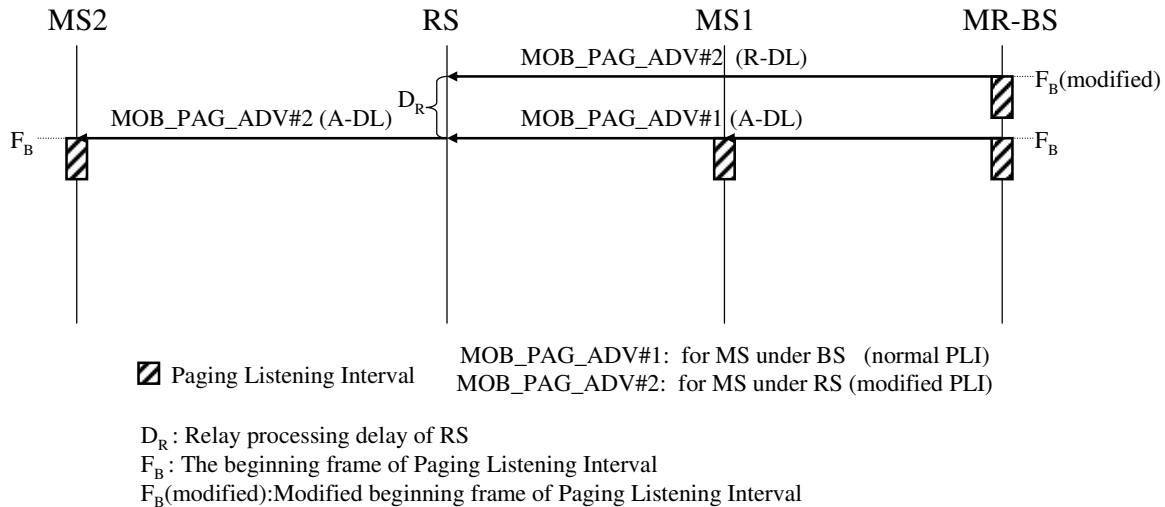 MS2 RS MS1 MR-BS
MOB_PAG_ADV#2 (R-DL)
F_B(modified)
D_R
MOB_PAG_ADV#2 (A-DL)
MOB_PAG_ADV#1 (A-DL)
F_B
F_B
Paging Listening Interval
MOB_PAG_ADV#1: for MS under BS (normal PLI)
MOB_PAG_ADV#2: for MS under RS (modified PLI)
D_R : Relay processing delay of RS
F_B : The beginning frame of Paging Listening Interval
F_B(modified):Modified beginning frame of Paging Listening Interval